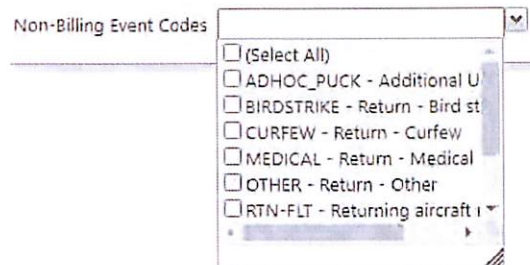 Non-Billing Event Codes
(Select All)
ADHOC_PUCK - Additional U
BIRDSTRIKE - Return - Bird st
CURFEW - Return - Curfew
MEDICAL - Return - Medical
OTHER - Return - Other
RTN-FLT - Returning aircraft